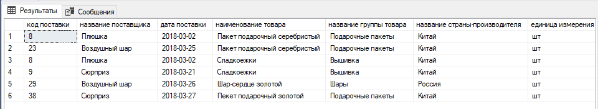 Результаты Сообщения
код поставки название поставщика дата поставки наименование товара название группы товара название страны-производителя единица измерения
1 8 Плюшка 2018-03-02 Пакет подарочный серебристый Подарочные пакеты Китай шт
2 23 Воздушный шар 2018-03-25 Пакет подарочный серебристый Подарочные пакеты Китай шт
3 8 Плюшка 2018-03-02 Сладкоежки Вышивка Китай шт
4 9 Сюрприз 2018-03-21 Сладкоежки Вышивка Китай шт
5 29 Воздушный шар 2018-03-26 Шар-сердце золотой Шары Россия шт
6 38 Сюрприз 2018-03-27 Пекет подарочный золотой Подарочные пакеты Китай шт